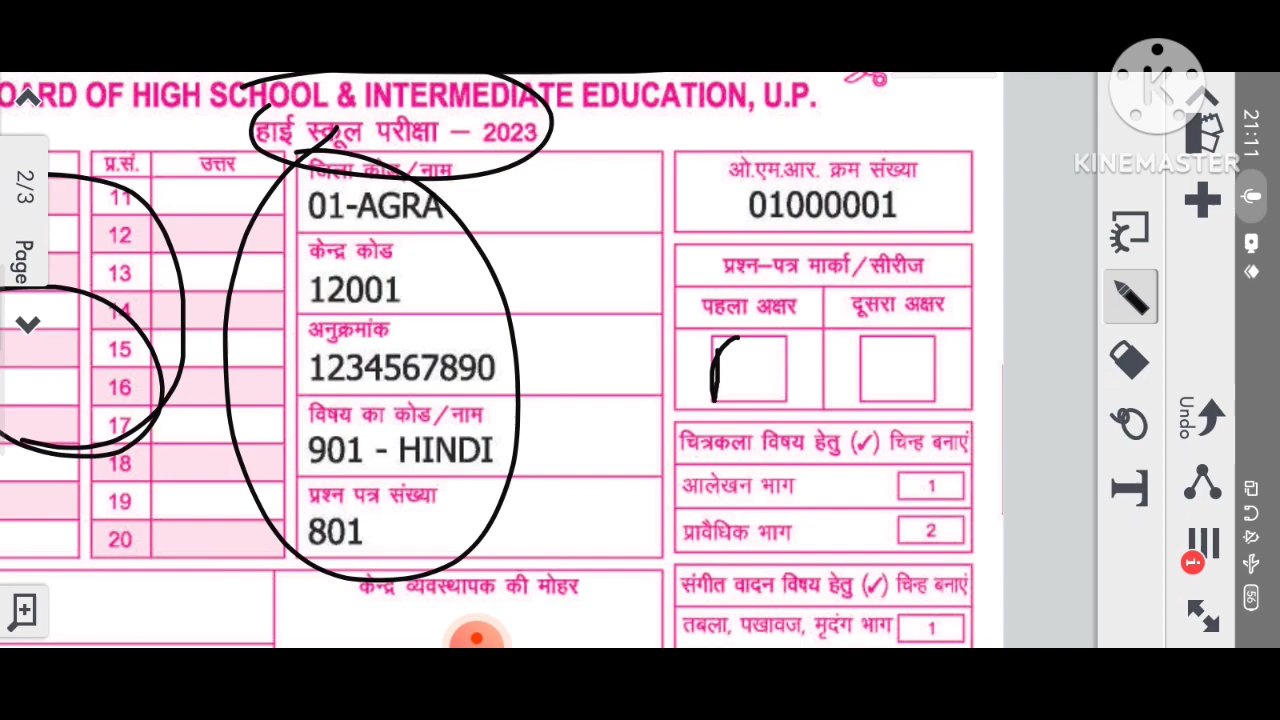 OARD OF HIGH SCHOOL & INTERMEDIATE EDUCATION, U.P.
हाई स्कूल परीक्षा – 2023
प्र.सं. उत्तर
11
12
13
14
15
16
17
18
19
20
जिला कोड/नाम
01-AGRA
केन्द्र कोड
12001
अनुक्रमांक
1234567890
विषय का कोड/नाम
901 - HINDI
प्रश्न पत्र संख्या
801
केन्द्र व्यवस्थापक की मोहर
ओ.एम.आर. क्रम संख्या
01000001
प्रश्न–पत्र मार्का/सीरीज
पहला अक्षर दूसरा अक्षर
चित्रकला विषय हेतु (✓) चिन्ह बनाएं
आलेखन भाग 1
प्रावैधिक भाग 2
संगीत वादन विषय हेतु (✓) चिन्ह बनाएं
तबला, पखावज, मृदंग भाग 1
2/3
Page
K
KINEMASTER
Undo
T
21:11
56